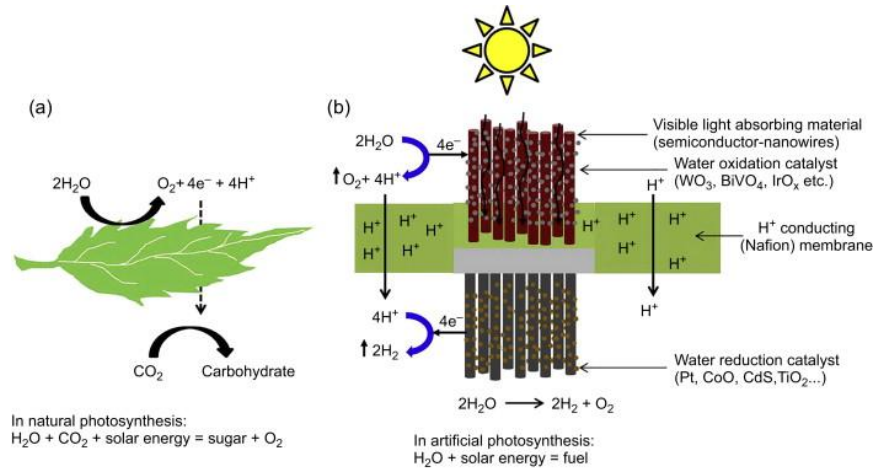 (a)
2H₂O
O₂+ 4e⁻ + 4H⁺
CO₂
Carbohydrate
In natural photosynthesis:
H₂O + CO₂ + solar energy = sugar + O₂
(b)
2H₂O
4e⁻
O₂+ 4H⁺
H⁺
H⁺
H⁺
H⁺
H⁺
H⁺
H⁺
H⁺
H⁺
H⁺
H⁺
H⁺
H⁺
4H⁺
4e⁻
2H₂
H⁺
Visible light absorbing material
(semiconductor-nanowires)
Water oxidation catalyst
(WO₃, BiVO₄, IrOₓ etc.)
H⁺ conducting
(Nafion) membrane
Water reduction catalyst
(Pt, CoO, CdS,TiO₂...)
2H₂O ⟶ 2H₂ + O₂
In artificial photosynthesis:
H₂O + solar energy = fuel